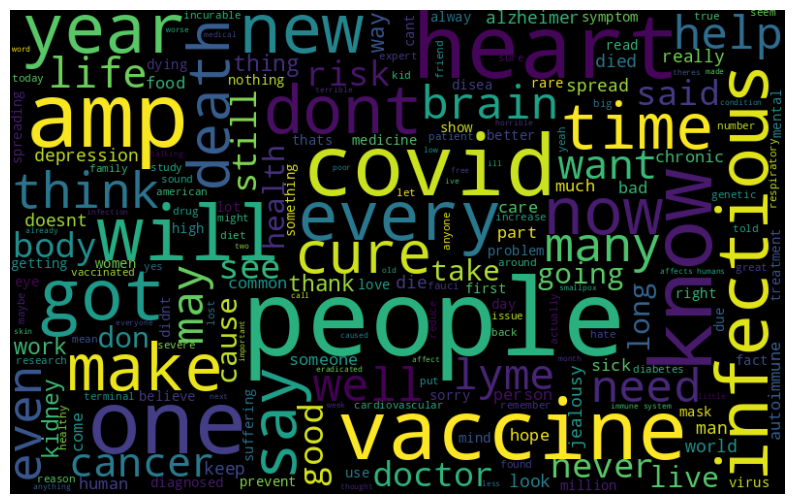 word
incurable
worse
medical
year
new
heart
way
cant
alway
alzheimer
symptom
true
seem
help
expert
read
really
today
dying
life
food
death
thing
nothing
risk
kid
friend
sure
theres
made
died
disea
rare
spread
condition
spreading
terrible
amp
talking
still
dont
brain
big
said
number
mental
thats
show
better
horrible
yeah
time
depression
family
study
medicine
patient
low
free
ill
ive
poor
let
covid
want
chronic
respiratory
think
sound
american
health
something
much
bad
genetic
infection
drug
lot
every
care
increase
know
now
told
doesnt
already
might
diet
high
two
part
anyone
body
will
cure
problem
many
infectious
getting
women
vaccinated
yes
see
take
around
going
affects humans
great
treatment
eye
maybe
got
may
common
thank
love
die
old
fauci
first
smallpox
long
right
due
didnt
call
people
day
actually
skin
everyone
mean
lost
don
cause
important
issue
back
hate
work
severe
someone
reduce
eradicated
caused
affect
month
sick
fact
research
make
say
well
lyme
need
diabetes
autoimmune
even
kidney
healthy
terminal
next
believe
suffering
put
sorry
person
remember
jealousy
immune system
little
one
good
cardiovascular
week
vaccine
mask
man
come
mind
hope
world
cancer
keep
prevent
doctor
never
live
virus
reason
human
diagnosed
use
found
look
million
anything
thought
less